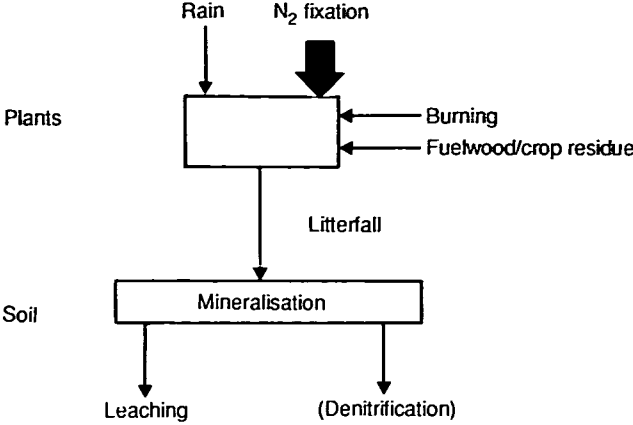 Rain
N2 fixation
Plants
Burning
Fuelwood/crop residue
Litterfall
Mineralisation
Soil
Leaching
(Denitrification)